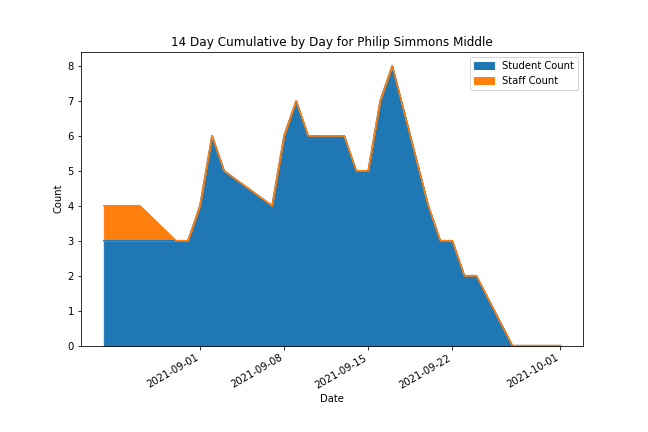 14 Day Cumulative by Day for Philip Simmons Middle
Student Count
Staff Count
8
7
6
5
4
3
2
1
0
Count
2021-09-01
2021-09-08
2021-09-15
2021-09-22
2021-10-01
Date